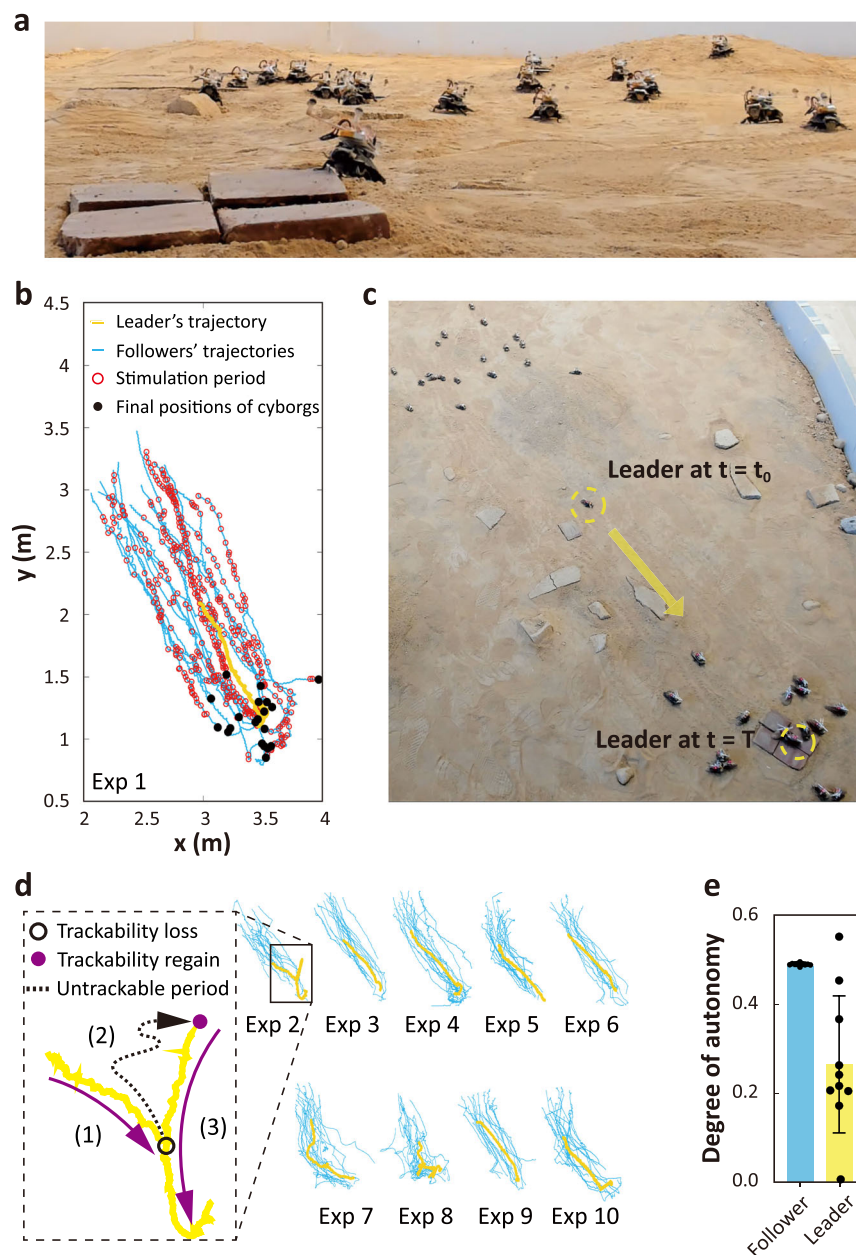 a
b
4.5
4
3.5
3
2.5
2
1.5
1
0.5
y (m)
Leader's trajectory
Followers' trajectories
Stimulation period
Final positions of cyborgs
Exp 1
2
2.5
3
3.5
4
x (m)
c
Leader at t = t0
Leader at t = T
d
Trackability loss
Trackability regain
Untrackable period
(1)
(2)
(3)
Exp 2
Exp 3
Exp 4
Exp 5
Exp 6
Exp 7
Exp 8
Exp 9
Exp 10
e
Degree of autonomy
0.6
0.4
0.2
0.0
Follower
Leader